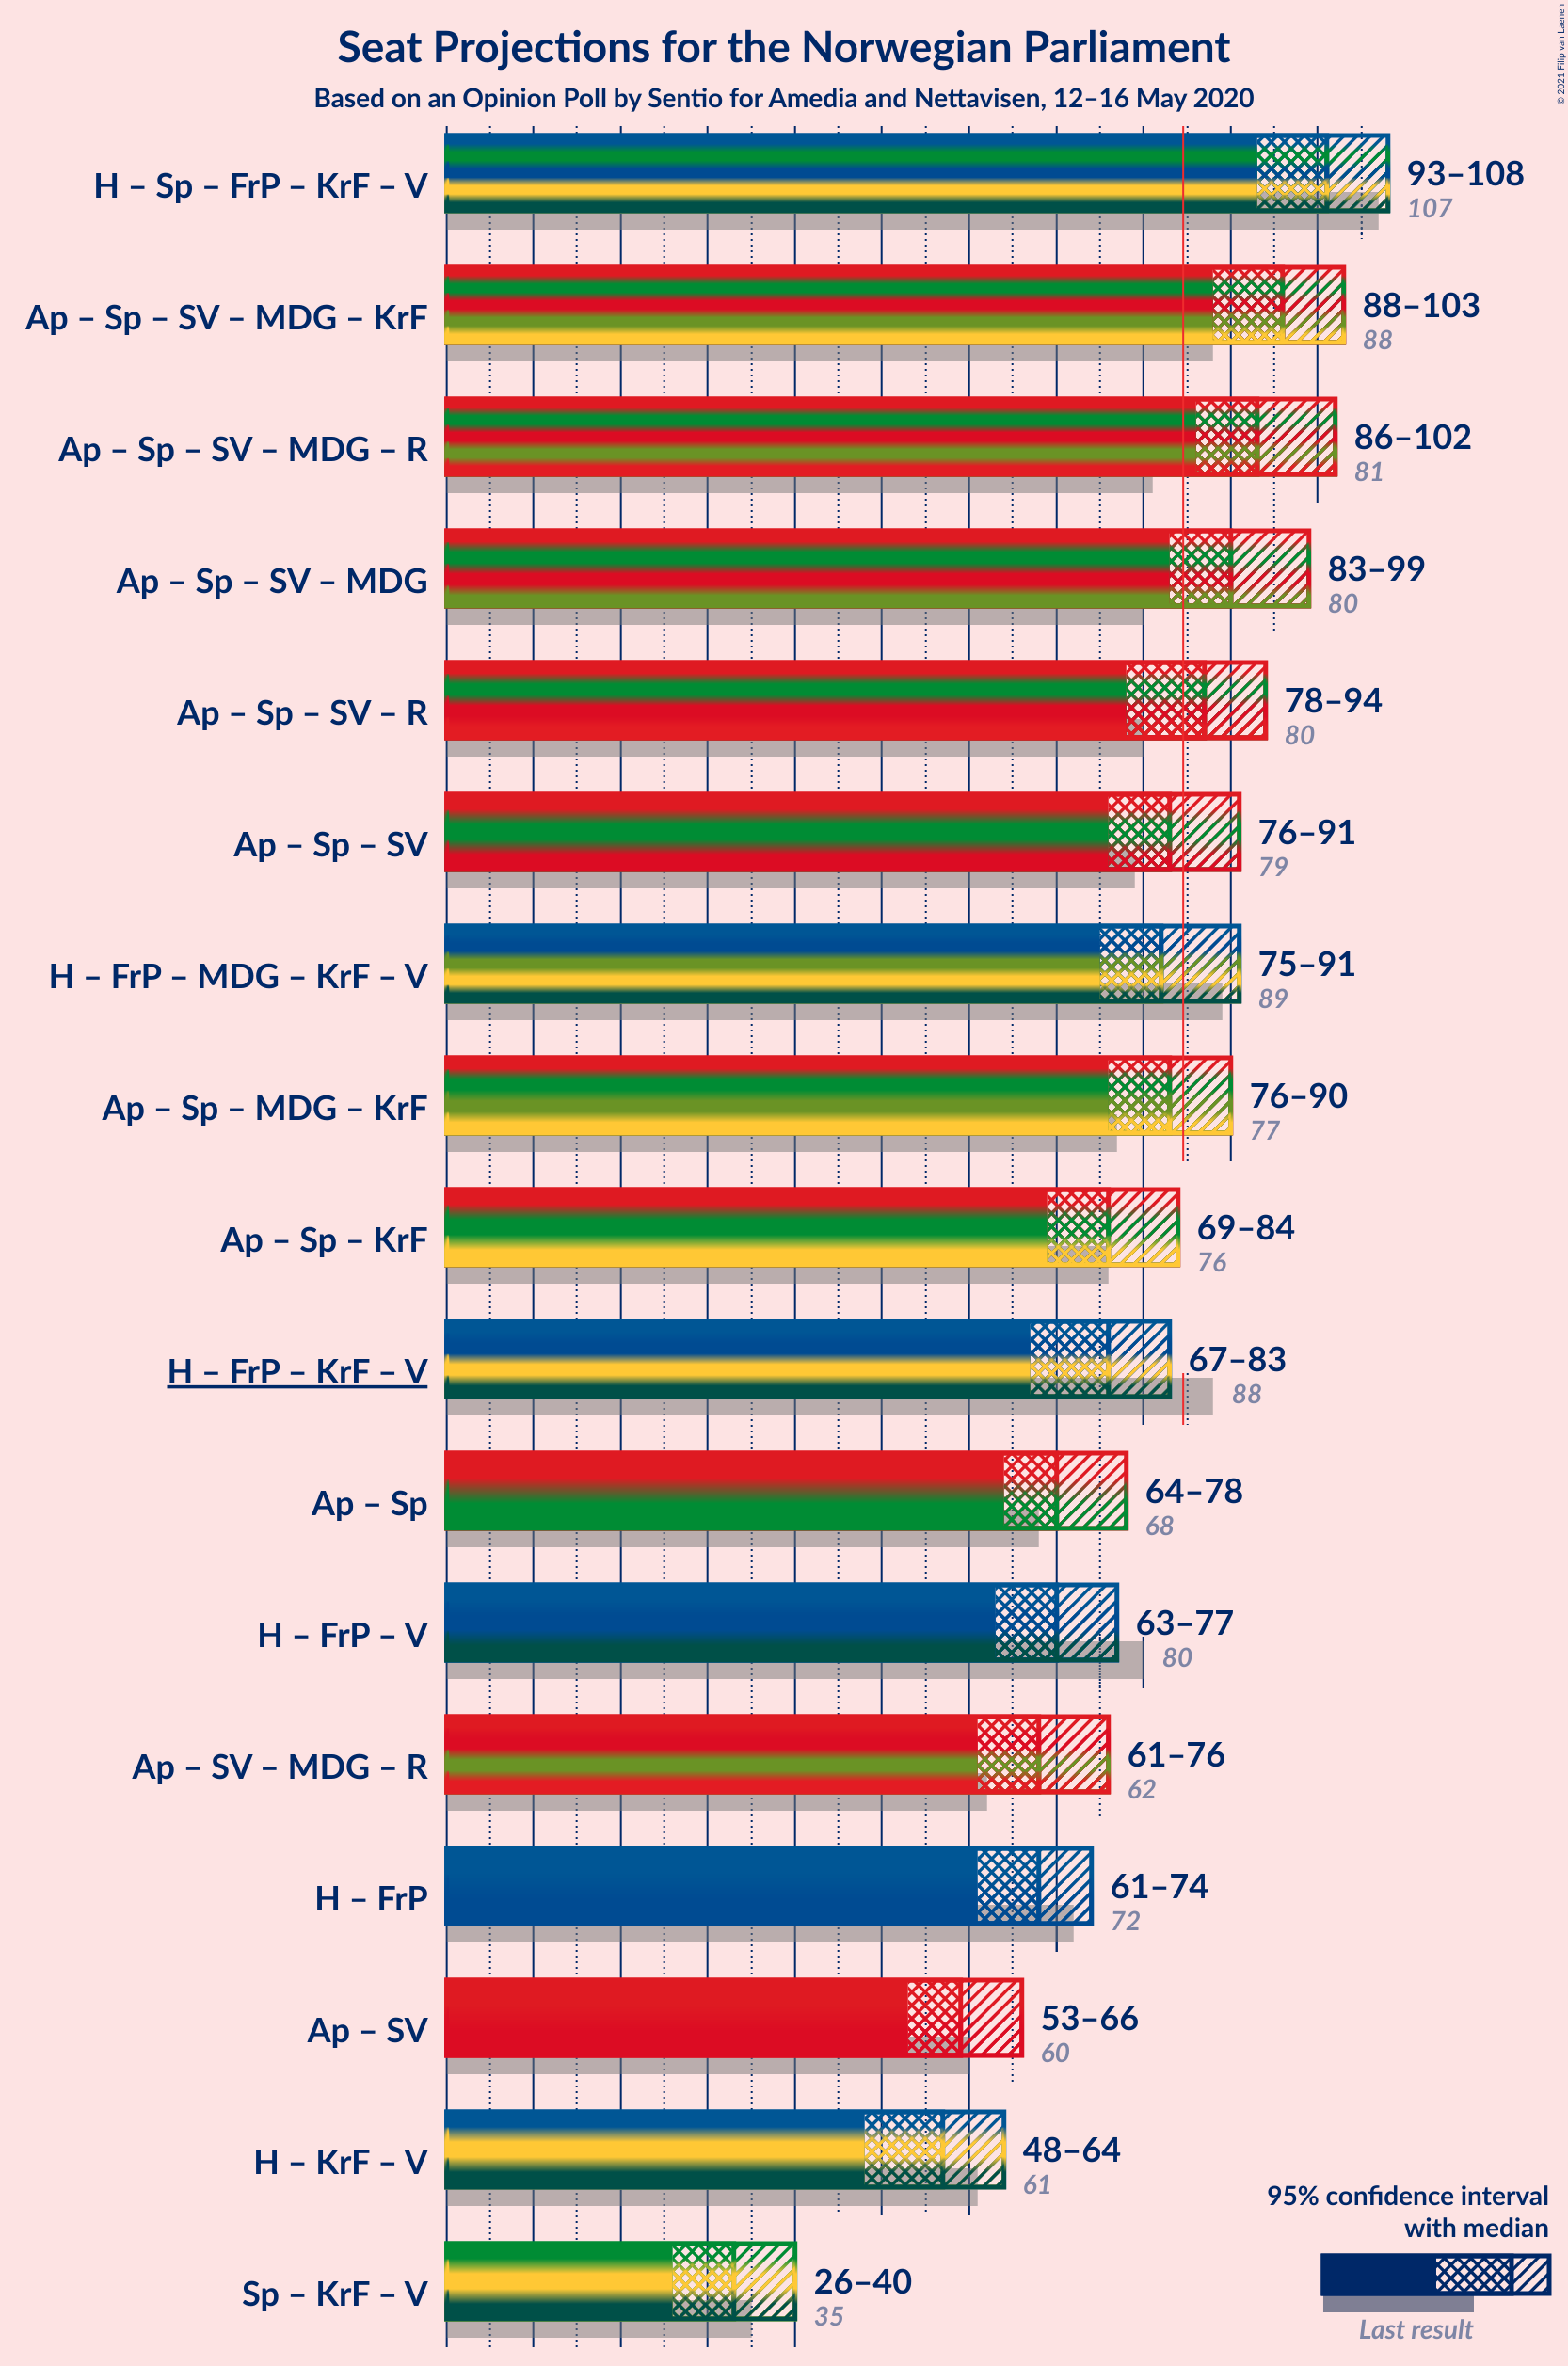 Seat Projections for the Norwegian Parliament
Based on an Opinion Poll by Sentio for Amedia and Nettavisen, 12–16 May 2020
© 2021 Filip van Laenen
H – Sp – FrP – KrF – V
93–108
107
Ap – Sp – SV – MDG – KrF
88–103
88
Ap – Sp – SV – MDG – R
86–102
81
Ap – Sp – SV – MDG
83–99
80
Ap – Sp – SV – R
78–94
80
Ap – Sp – SV
76–91
79
H – FrP – MDG – KrF – V
75–91
89
Ap – Sp – MDG – KrF
76–90
77
Ap – Sp – KrF
69–84
76
H – FrP – KrF – V
67–83
88
Ap – Sp
64–78
68
H – FrP – V
63–77
80
Ap – SV – MDG – R
61–76
62
H – FrP
61–74
72
Ap – SV
53–66
60
H – KrF – V
48–64
61
Sp – KrF – V
26–40
35
95% confidence interval
with median
Last result